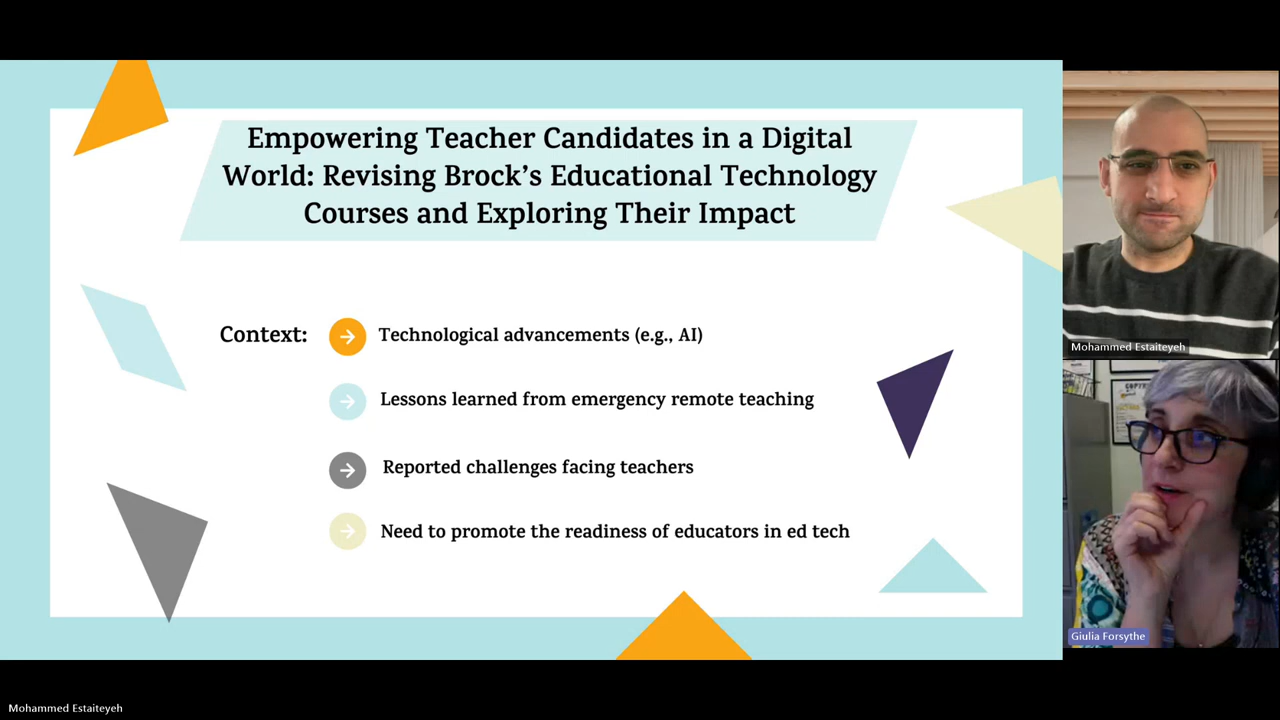 Empowering Teacher Candidates in a Digital
World: Revising Brock’s Educational Technology
Courses and Exploring Their Impact
Context:
Technological advancements (e.g., AI)
Lessons learned from emergency remote teaching
Reported challenges facing teachers
Need to promote the readiness of educators in ed tech
Mohammed Estaiteyeh
Giulia Forsythe
Mohammed Estaiteyeh